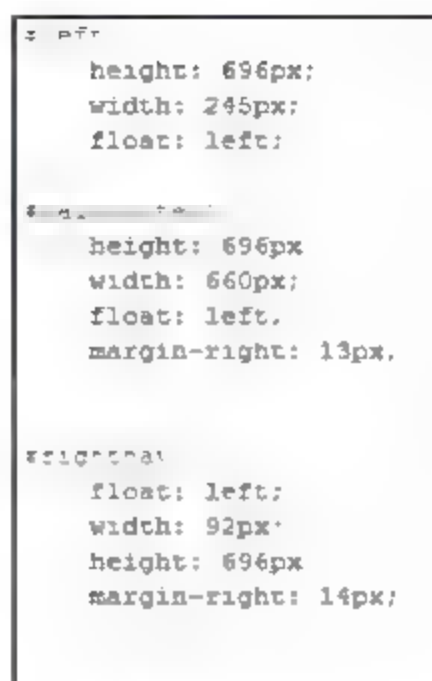 height: 696px;
width: 245px;
float: left;
height: 696px
width: 660px;
float: left.
margin-right: 13px,
float: left;
width: 92px
height: 696px
margin-right: 14px;